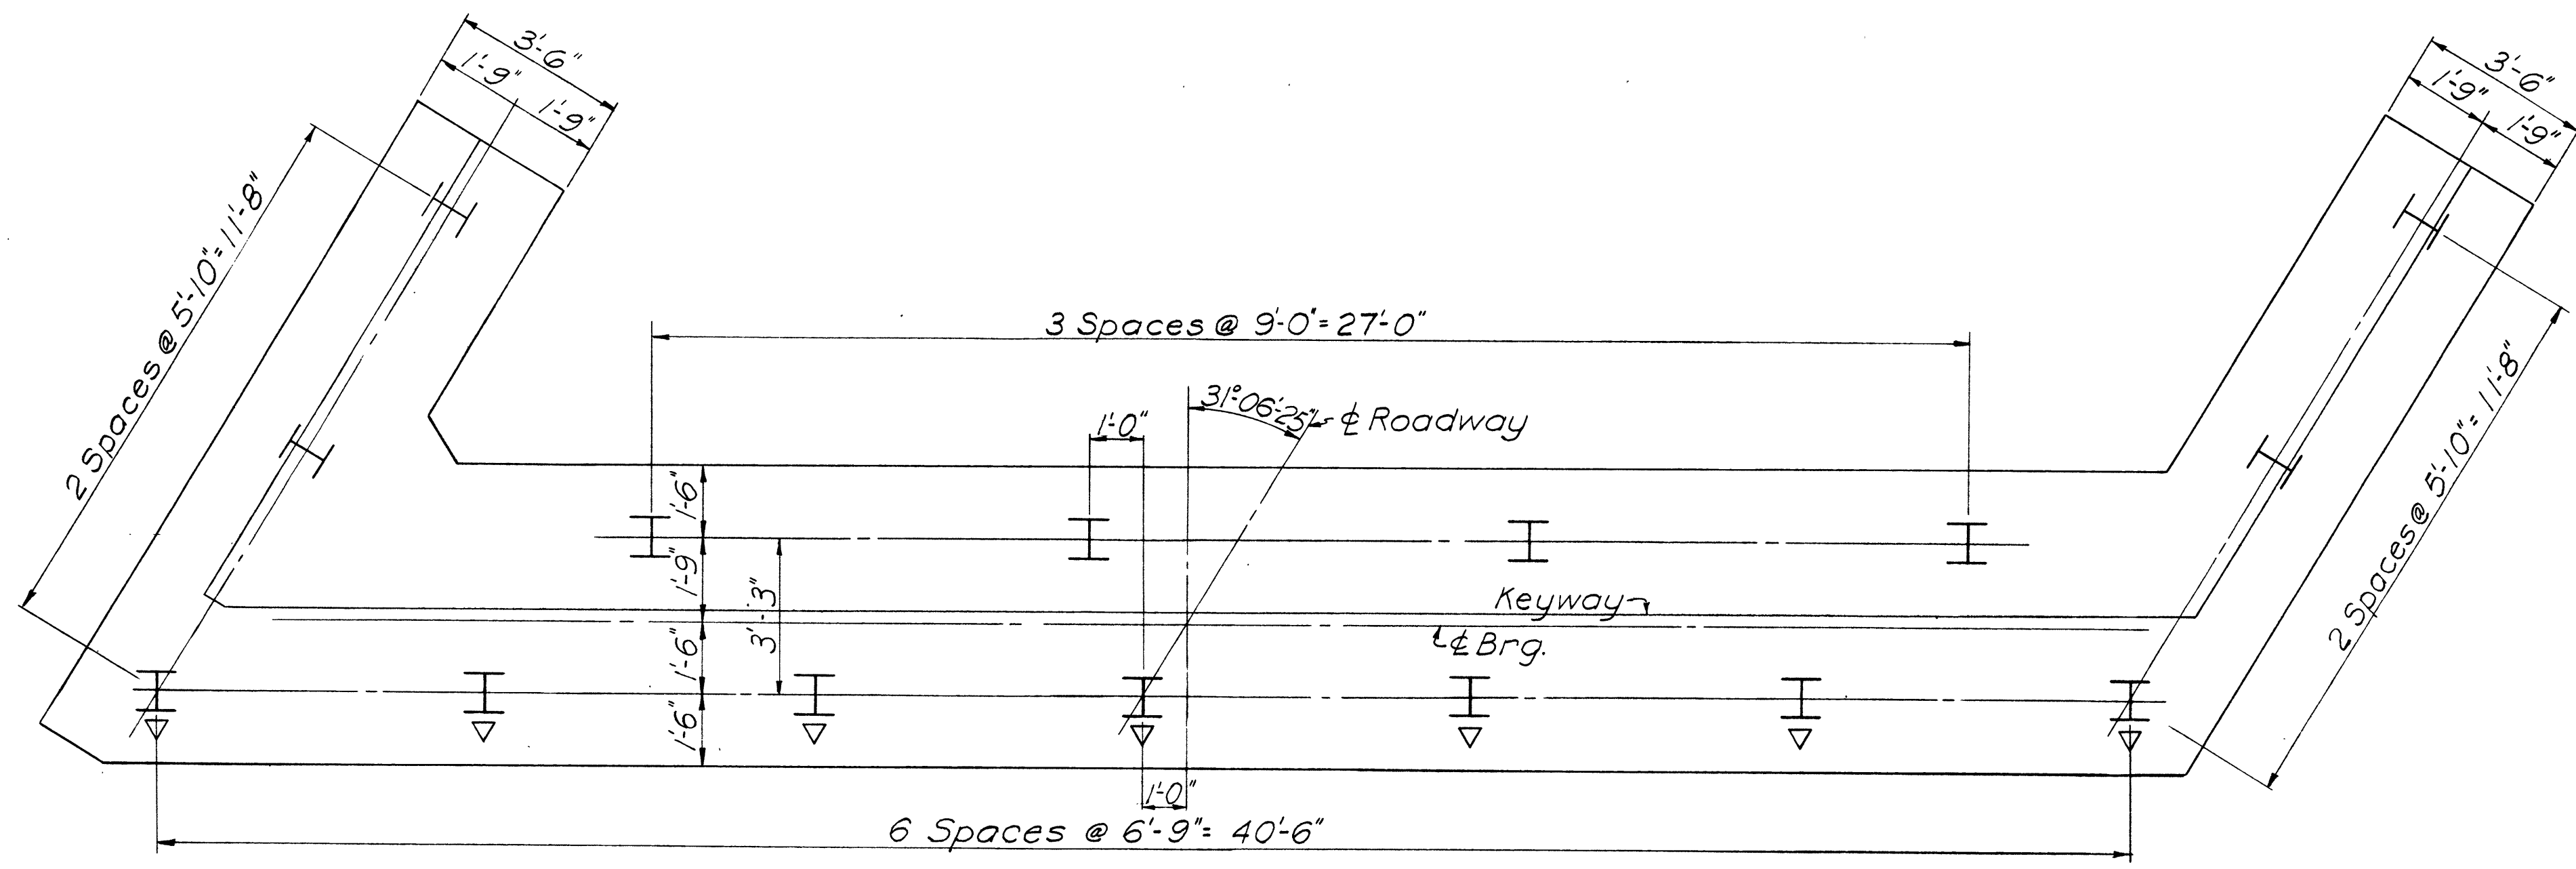 3'-6"
1'-9"
1'-9"
3'-6"
1'-9"
1'-9"
2 Spaces @ 5'-10" = 11'-8"
3 Spaces @ 9'-0" = 27'-0"
31°-06'-25"
℄ Roadway
1'-0"
1'-6"
1'-9"
3'-3"
1'-6"
1'-6"
Keyway
℄ Brg.
2 Spaces @ 5'-10" = 11'-8"
1'-0"
6 Spaces @ 6'-9" = 40'-6"